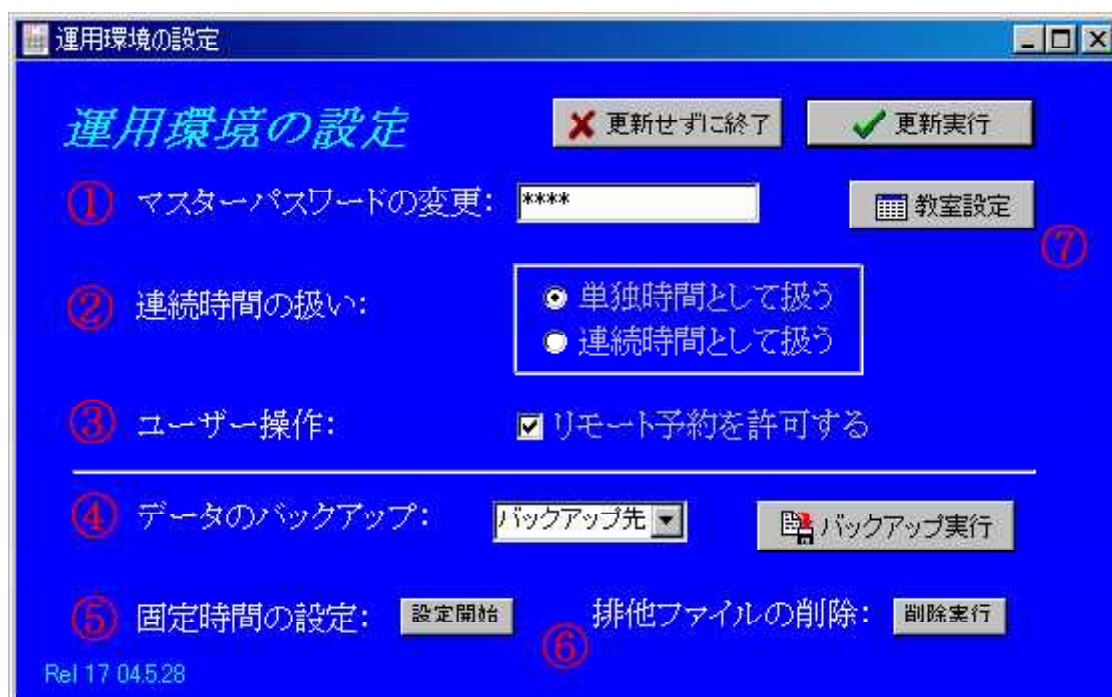 運用環境の設定
運用環境の設定
更新せずに終了
更新実行
① マスターパスワードの変更: ****
教室設定
⑦
② 連続時間の扱い:
単独時間として扱う
連続時間として扱う
③ ユーザー操作: リモート予約を許可する
④ データのバックアップ: バックアップ先 バックアップ実行
⑤ 固定時間の設定: 設定開始
⑥ 排他ファイルの削除: 削除実行
Rel 17 04.5.28